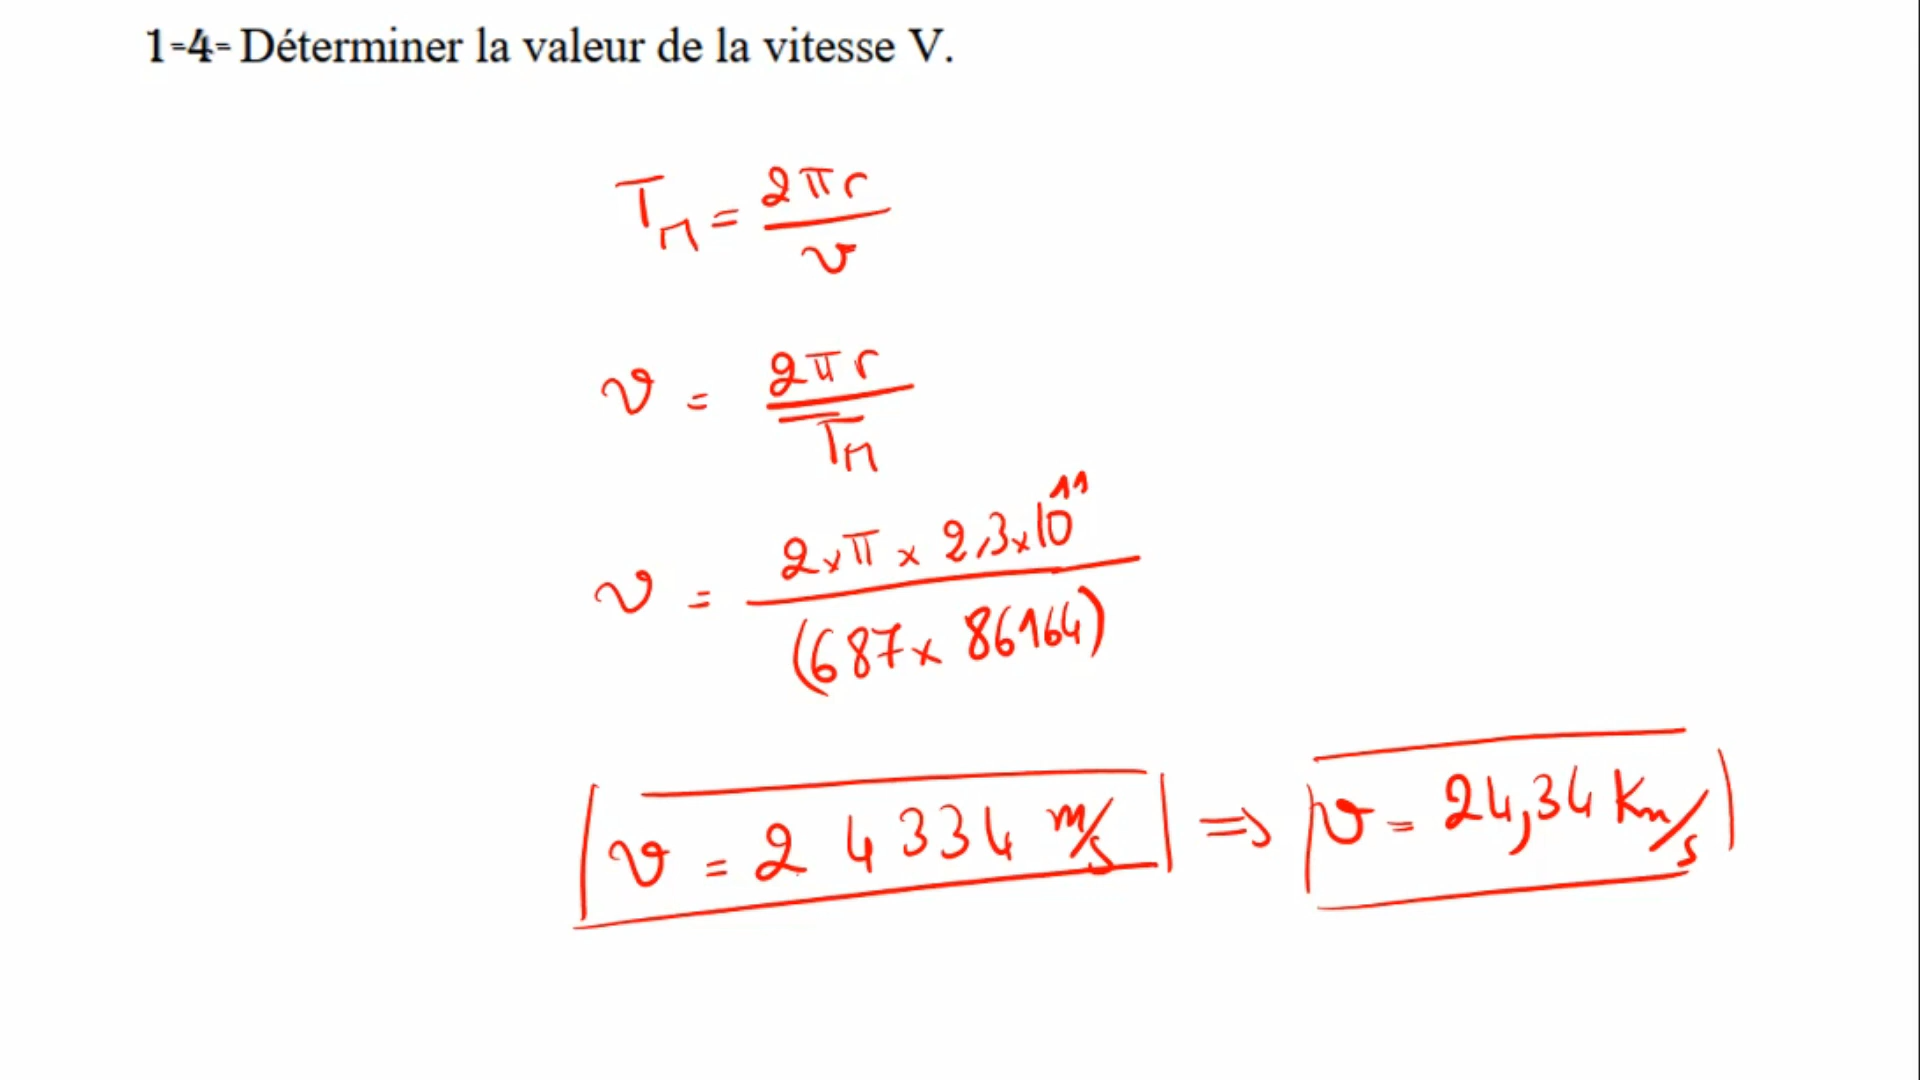 1-4- Déterminer la valeur de la vitesse V.
T_M = 2πr / v
v = 2πr / T_M
v = 2×π × 2,3×10^11 / (687× 86164)
v = 24334 m/s ⇒ v = 24,34 Km/s